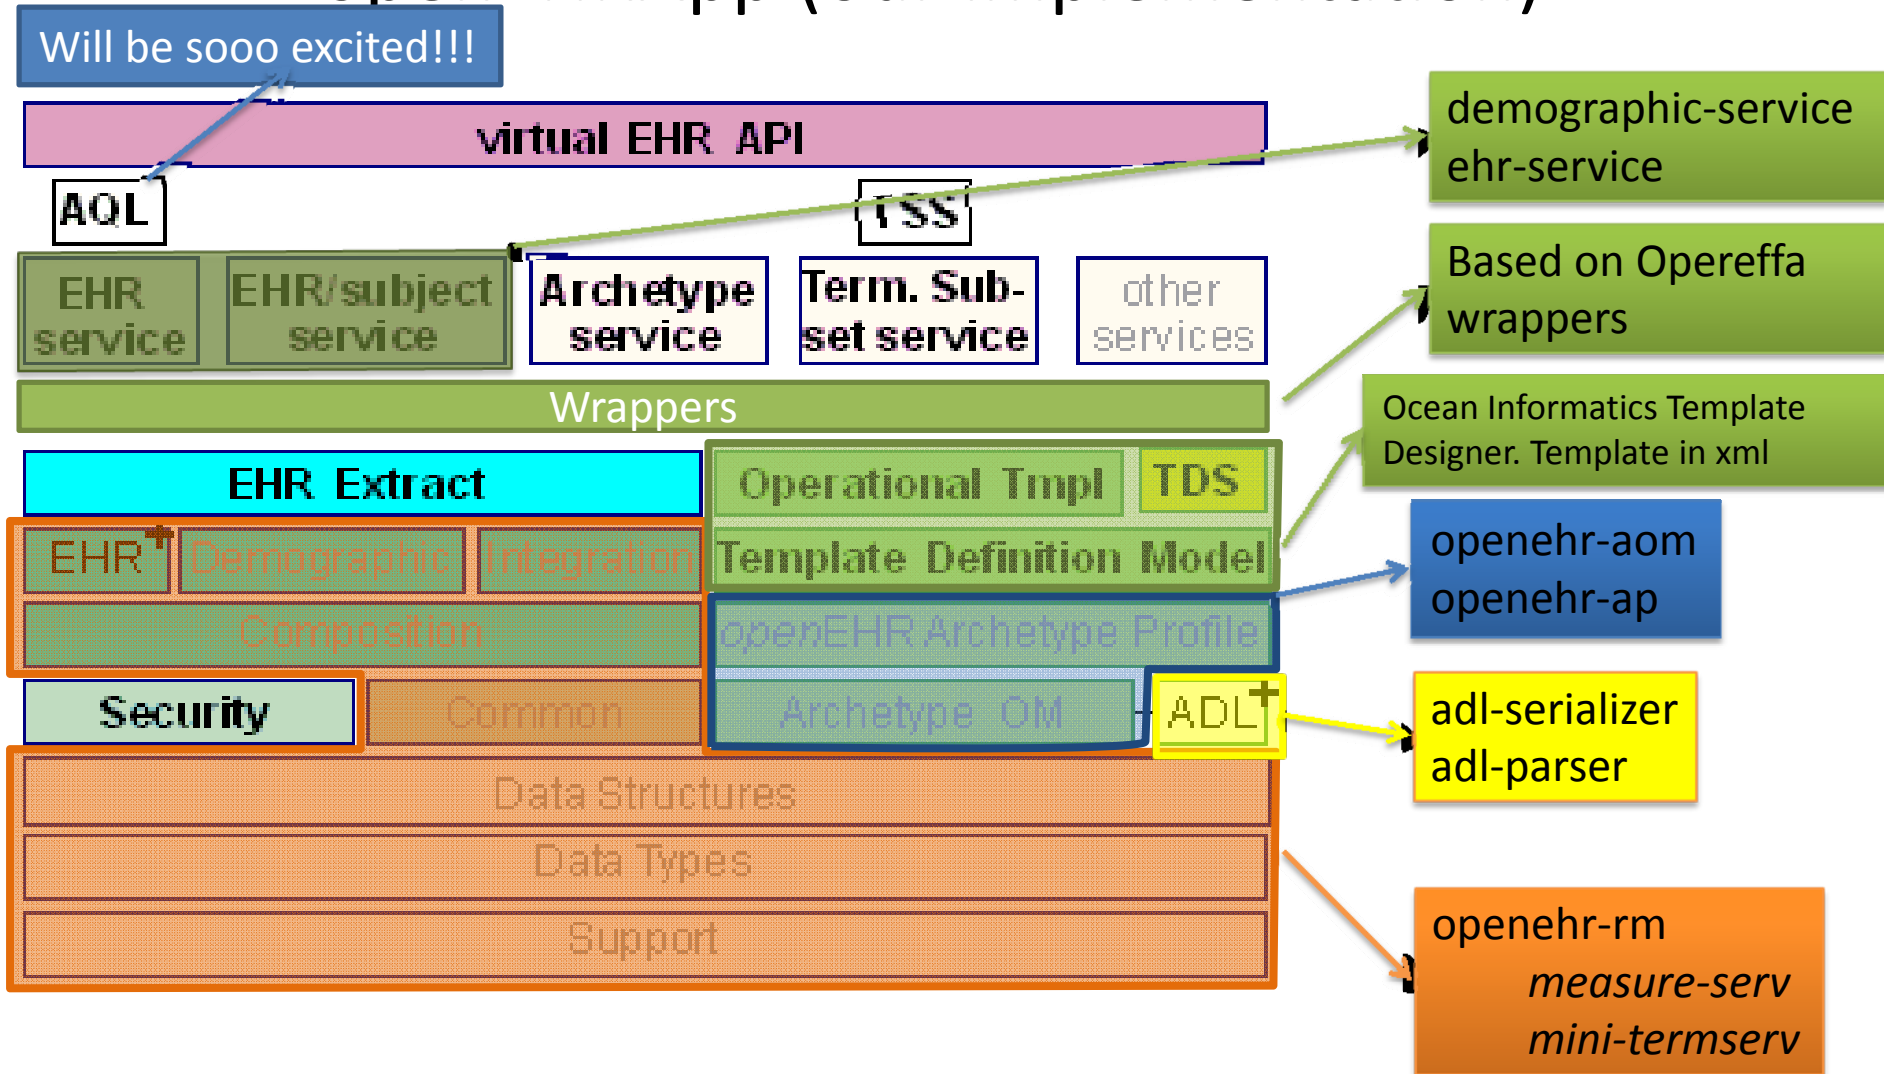 (our implementation)
Will be sooo excited!!!
virtual EHR API
AQL
TSS
EHR
service
EHR/subject
service
Archetype
service
Term. Sub-
set service
other
services
Wrappers
EHR Extract
Operational Tmpl
TDS
EHR+
Demographic
Integration
Template Definition Model
Composition
openEHR Archetype Profile
Security
Common
Archetype OM
ADL+
Data Structures
Data Types
Support
demographic-service
ehr-service
Based on Opereffa
wrappers
Ocean Informatics Template
Designer. Template in xml
openehr-aom
openehr-ap
adl-serializer
adl-parser
openehr-rm
measure-serv
mini-termserv